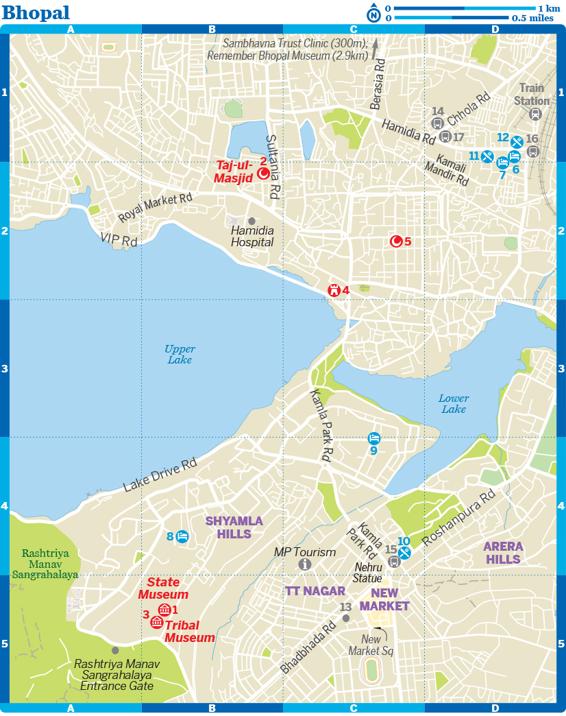 Bhopal
N
0 1 km
0 0.5 miles
A B C D
Sambhavna Trust Clinic (300m),
Remember Bhopal Museum (2.9km)
Berasia Rd
Train
Station
1 1
14
Chhola Rd
Hamidia Rd
17
12
16
11
Kamali
Mandir Rd
7
6
Sultania Rd
Taj-ul-
Masjid
2
Royal Market Rd
VIP Rd
Hamidia
Hospital
2 2
5
4
Upper
Lake
3 3
Lower
Lake
Kamla Park Rd
9
Lake Drive Rd
4 4
Roshanpura Rd
SHYAMLA
HILLS
8
Kamla
Park Rd
10
15
ARERA
HILLS
Rashtriya
Manav
Sangrahalaya
MP Tourism
Nehru
Statue
State
Museum
TT NAGAR
NEW
MARKET
1
3
Tribal
Museum
13
New
Market Sq
Bhadbhada Rd
5 5
Rashtriya Manav
Sangrahalaya
Entrance Gate
A B C D